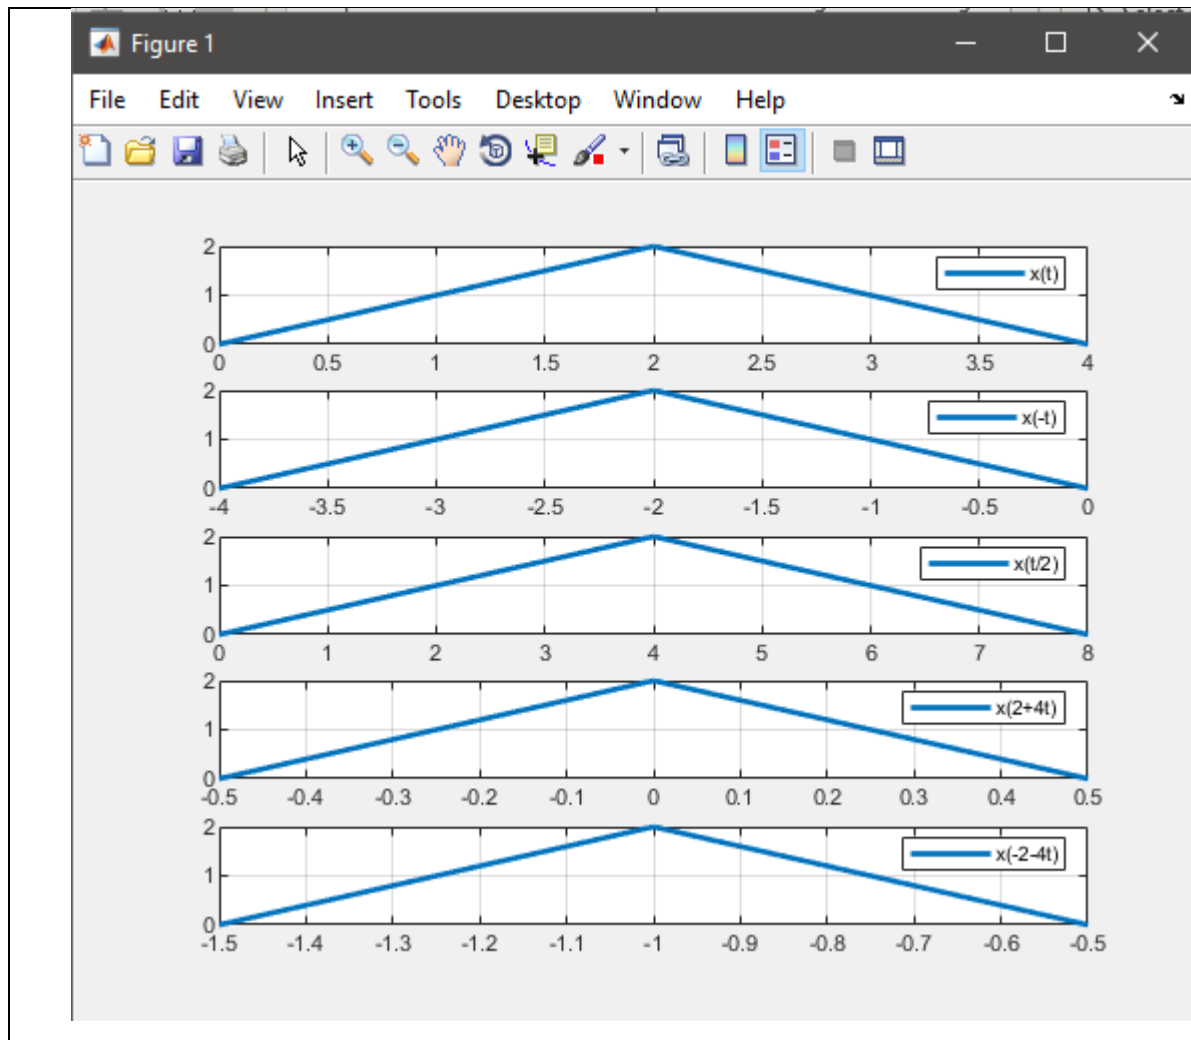 Figure 1
File Edit View Insert Tools Desktop Window Help
2
1
0
x(t)
0 0.5 1 1.5 2 2.5 3 3.5 4
2
1
0
x(-t)
-4 -3.5 -3 -2.5 -2 -1.5 -1 -0.5 0
2
1
0
x(t/2)
0 1 2 3 4 5 6 7 8
2
1
0
x(2+4t)
-0.5 -0.4 -0.3 -0.2 -0.1 0 0.1 0.2 0.3 0.4 0.5
2
1
0
x(-2-4t)
-1.5 -1.4 -1.3 -1.2 -1.1 -1 -0.9 -0.8 -0.7 -0.6 -0.5